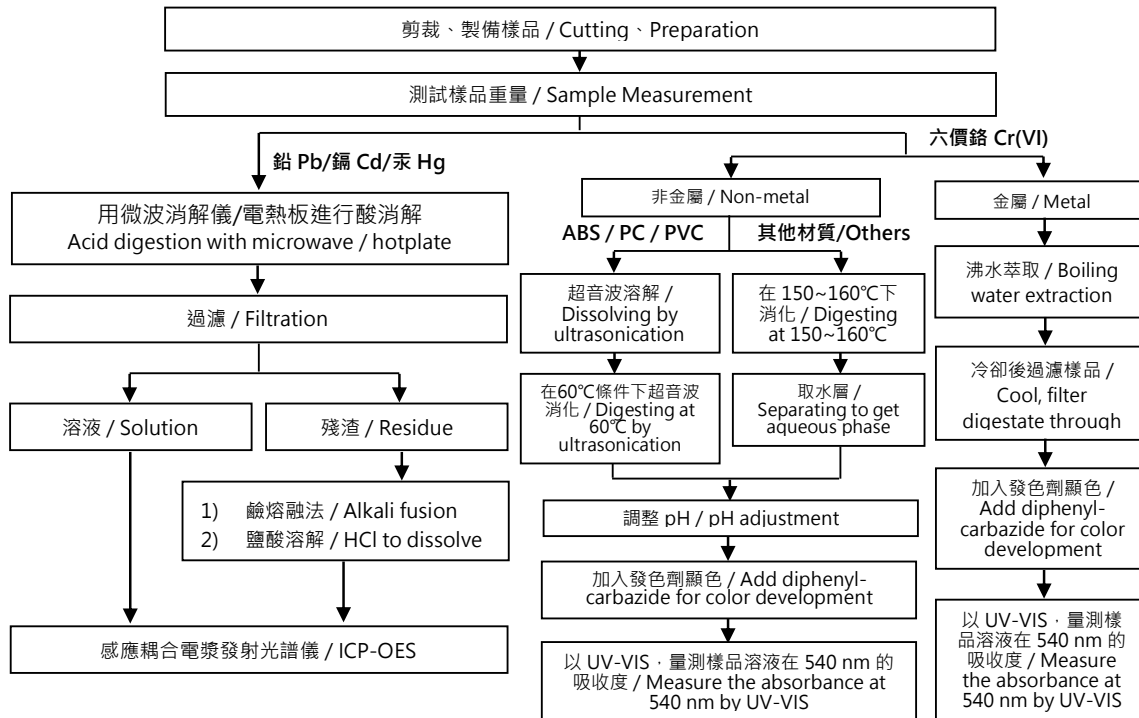 剪裁、製備樣品 / Cutting、Preparation
測試樣品重量 / Sample Measurement
鉛 Pb/鎘 Cd/汞 Hg
六價鉻 Cr(VI)
用微波消解儀/電熱板進行酸消解
Acid digestion with microwave / hotplate
過濾 / Filtration
溶液 / Solution
殘渣 / Residue
1) 鹼熔融法 / Alkali fusion
2) 鹽酸溶解 / HCl to dissolve
感應耦合電漿發射光譜儀 / ICP-OES
非金屬 / Non-metal
ABS / PC / PVC
其他材質/Others
超音波溶解 /
Dissolving by
ultrasonication
在60℃條件下超音波
消化 / Digesting at
60℃ by
ultrasonication
在 150~160℃下
消化 / Digesting
at 150~160℃
取水層 /
Separating to get
aqueous phase
調整 pH / pH adjustment
加入發色劑顯色 / Add diphenyl-
carbazide for color development
以 UV-VIS，量測樣品溶液在 540 nm 的
吸收度 / Measure the absorbance at
540 nm by UV-VIS
金屬 / Metal
沸水萃取 / Boiling
water extraction
冷卻後過濾樣品 /
Cool, filter
digestate through
加入發色劑顯色 /
Add diphenyl-
carbazide for color
development
以 UV-VIS，量測樣
品溶液在 540 nm 的
吸收度 / Measure
the absorbance at
540 nm by UV-VIS